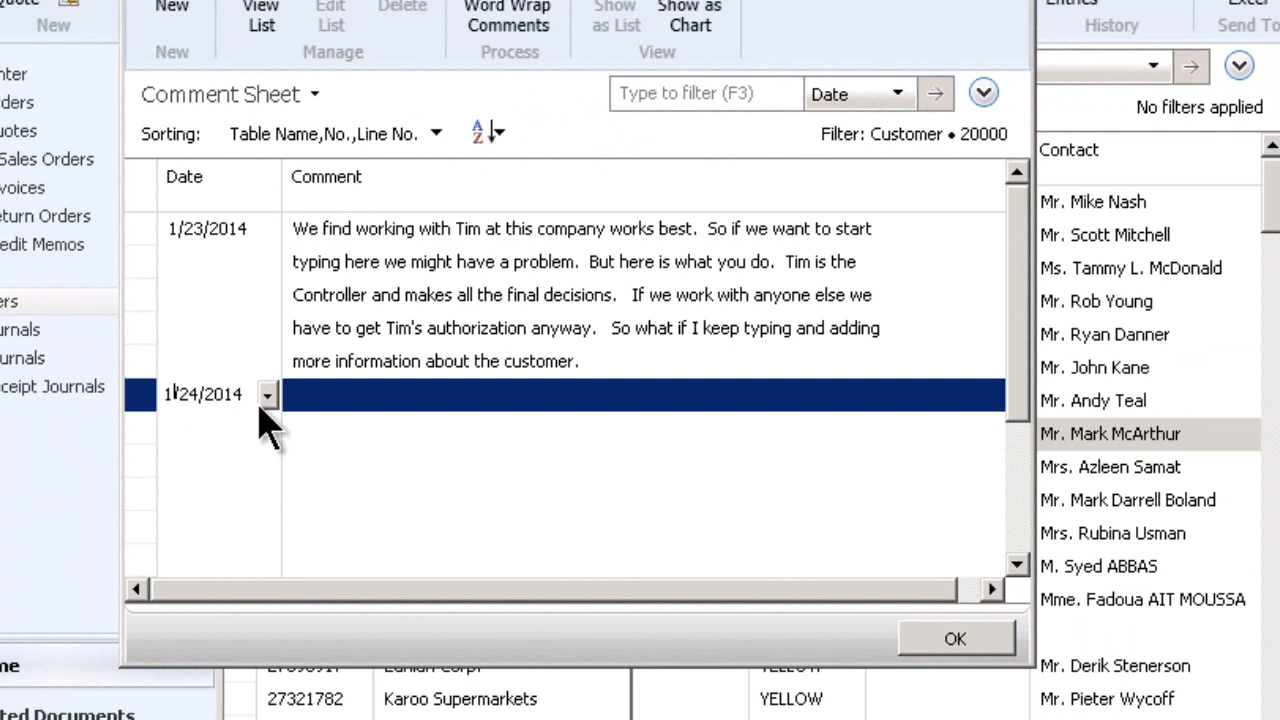 New
View List
Edit List
Delete
Word Wrap Comments
Show as List
Show as Chart
New
Manage
Process
View
New
History
Send To
Comment Sheet
Type to filter (F3)
Date
No filters applied
Sorting: Table Name,No.,Line No.
Filter: Customer • 20000
Date
Comment
1/23/2014
We find working with Tim at this company works best.  So if we want to start
typing here we might have a problem.  But here is what you do.  Tim is the
Controller and makes all the final decisions.   If we work with anyone else we
have to get Tim's authorization anyway.   So what if I keep typing and adding
more information about the customer.
1/24/2014
OK
nter
rders
uotes
Sales Orders
voices
eturn Orders
edit Memos
ers
urnals
urnals
ceipt Journals
me
ated Documents
Contact
Mr. Mike Nash
Mr. Scott Mitchell
Ms. Tammy L. McDonald
Mr. Rob Young
Mr. Ryan Danner
Mr. John Kane
Mr. Andy Teal
Mr. Mark McArthur
Mrs. Azleen Samat
Mr. Mark Darrell Boland
Mrs. Rubina Usman
M. Syed ABBAS
Mme. Fadoua AIT MOUSSA
Mr. Derik Stenerson
27321782 Karoo Supermarkets YELLOW Mr. Pieter Wycoff